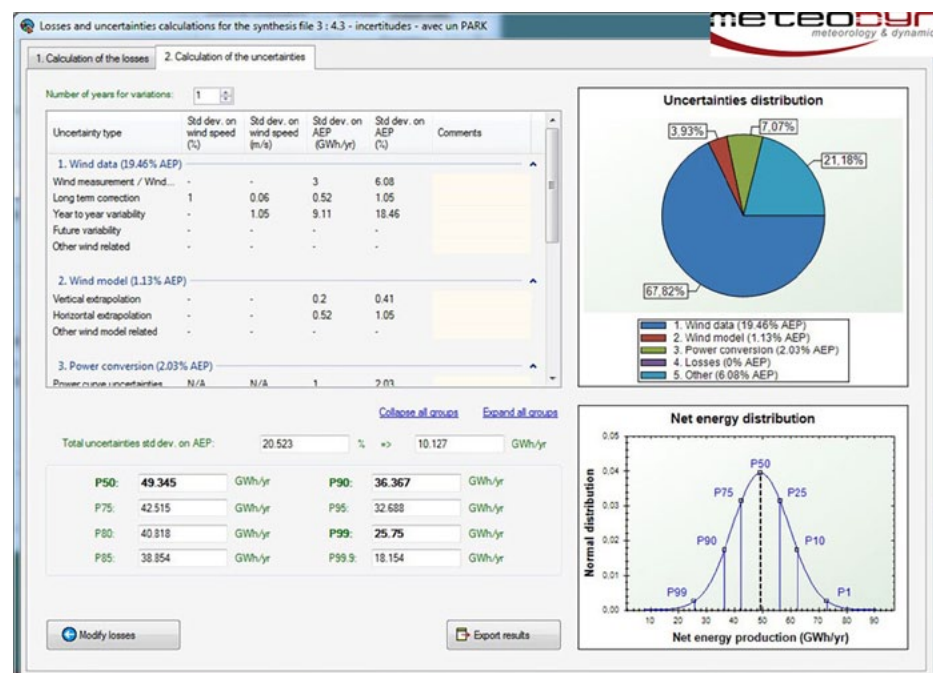 Losses and uncertainties calculations for the synthesis file 3 : 4.3 - incertitudes - avec un PARK
meteodyn
meteorology & dynamic
1. Calculation of the losses 2. Calculation of the uncertainties
Number of years for variations: 1
Uncertainty type Std dev. on wind speed (%) Std dev. on wind speed (m/s) Std dev. on AEP (GWh/yr) Std dev. on AEP (%) Comments
1. Wind data (19.46% AEP)
Wind measurement / Wind... - - 3 6.08
Long term correction 1 0.06 0.52 1.05
Year to year variability - 1.05 9.11 18.46
Future variability - - - -
Other wind related - - - -
2. Wind model (1.13% AEP)
Vertical extrapolation - - 0.2 0.41
Horizontal extrapolation - - 0.52 1.05
Other wind model related - - - -
3. Power conversion (2.03% AEP)
Power curve uncertainties N/A N/A 1 2.03
Collapse all groups Expand all groups
Total uncertainties std dev. on AEP: 20.523 % => 10.127 GWh/yr
P50: 49.345 GWh/yr P90: 36.367 GWh/yr
P75: 42.515 GWh/yr P95: 32.688 GWh/yr
P80: 40.818 GWh/yr P99: 25.75 GWh/yr
P85: 38.854 GWh/yr P99.9: 18.154 GWh/yr
Modify losses Export results
Uncertainties distribution
3,93% 7,07%
21,18%
67,82%
1. Wind data (19.46% AEP)
2. Wind model (1.13% AEP)
3. Power conversion (2.03% AEP)
4. Losses (0% AEP)
5. Other (6.08% AEP)
Net energy distribution
Normal distribution
0,05
0,04
0,03
0,02
0,01
0,00
P50
P75 P25
P90 P10
P99 P1
10 20 30 40 50 60 70 80 90
Net energy production (GWh/yr)